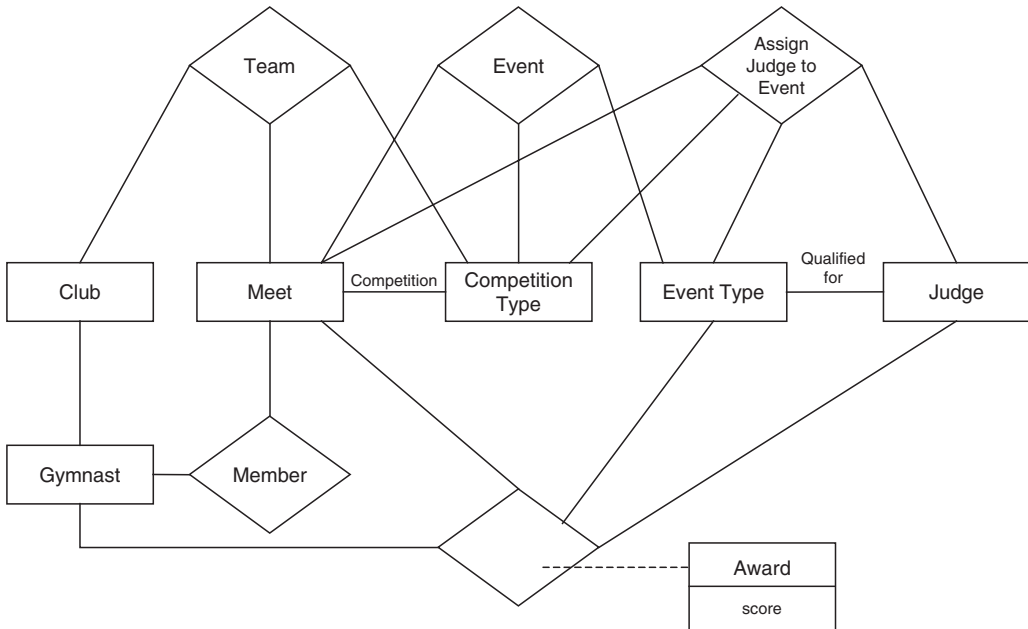 Team
Event
Assign
Judge to
Event
Club
Meet
Competition
Competition
Type
Event Type
Qualified
for
Judge
Gymnast
Member
Award
score